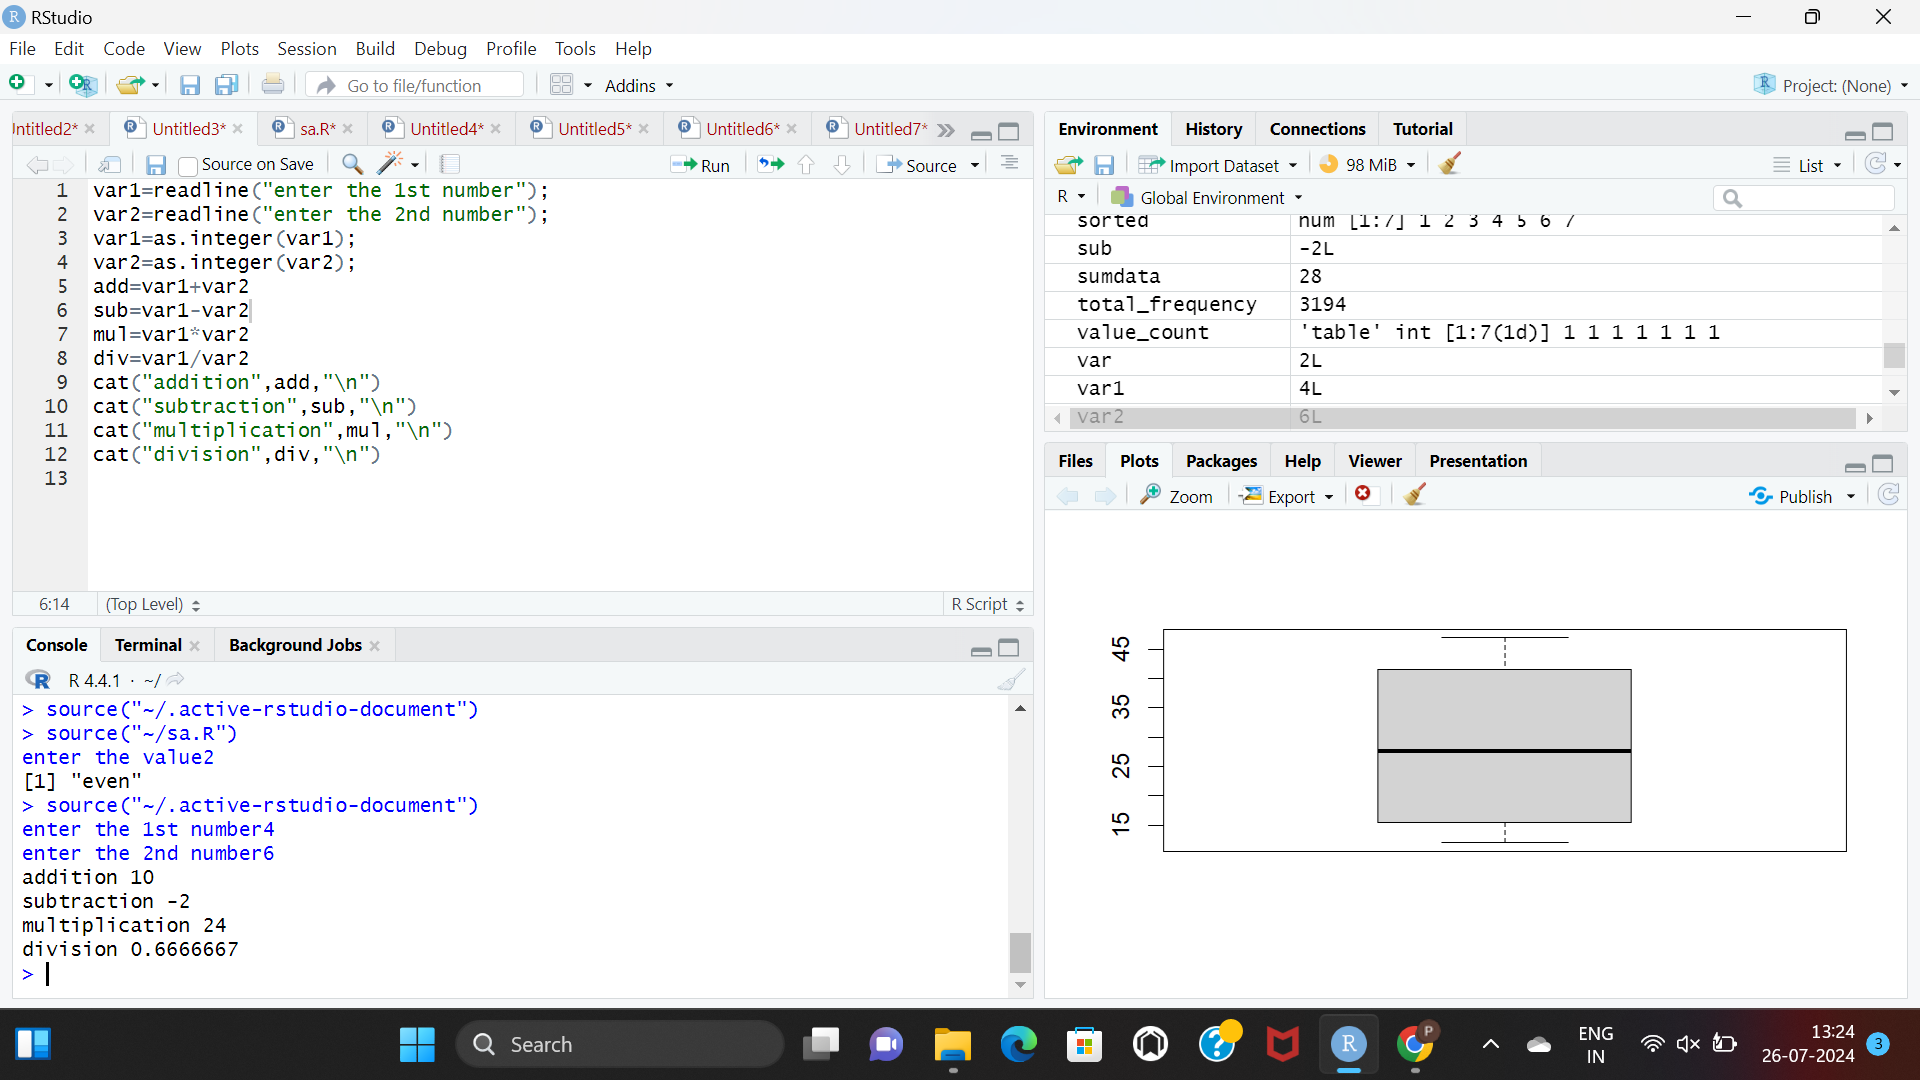 RStudio
File Edit Code View Plots Session Build Debug Profile Tools Help
Go to file/function Addins Project: (None)
Untitled2* Untitled3* sa.R* Untitled4* Untitled5* Untitled6* Untitled7*
Source on Save Run Source
1 var1=readline("enter the 1st number");
2 var2=readline("enter the 2nd number");
3 var1=as.integer(var1);
4 var2=as.integer(var2);
5 add=var1+var2
6 sub=var1-var2
7 mul=var1*var2
8 div=var1/var2
9 cat("addition",add,"\n")
10 cat("subtraction",sub,"\n")
11 cat("multiplication",mul,"\n")
12 cat("division",div,"\n")
13
6:14 (Top Level) R Script
Console Terminal Background Jobs
R 4.4.1 · ~/
> source("~/.active-rstudio-document")
> source("~/sa.R")
enter the value2
[1] "even"
> source("~/.active-rstudio-document")
enter the 1st number4
enter the 2nd number6
addition 10
subtraction -2
multiplication 24
division 0.6666667
>
Environment History Connections Tutorial
Import Dataset 98 MiB List
R Global Environment
sorted num [1:7] 1 2 3 4 5 6 7
sub -2L
sumdata 28
total_frequency 3194
value_count 'table' int [1:7(1d)] 1 1 1 1 1 1 1
var 2L
var1 4L
var2 6L
Files Plots Packages Help Viewer Presentation
Zoom Export Publish
45
35
25
15
Search
ENG
IN
13:24
26-07-2024
3